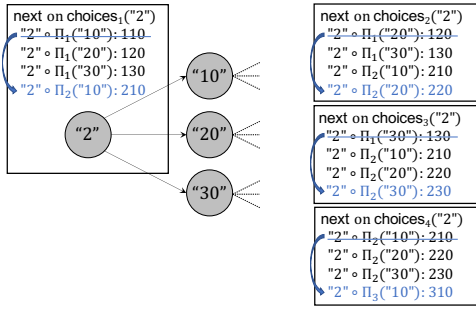 next on choices₁("2")
"2" ∘ Π₁("10"): 110
"2" ∘ Π₁("20"): 120
"2" ∘ Π₁("30"): 130
"2" ∘ Π₂("10"): 210
“2”
“10”
“20”
“30”
next on choices₂("2")
"2" ∘ Π₁("20"): 120
"2" ∘ Π₁("30"): 130
"2" ∘ Π₂("10"): 210
"2" ∘ Π₂("20"): 220
next on choices₃("2")
"2" ∘ Π₁("30"): 130
"2" ∘ Π₂("10"): 210
"2" ∘ Π₂("20"): 220
"2" ∘ Π₂("30"): 230
next on choices₄("2")
"2" ∘ Π₂("10"): 210
"2" ∘ Π₂("20"): 220
"2" ∘ Π₂("30"): 230
"2" ∘ Π₃("10"): 310